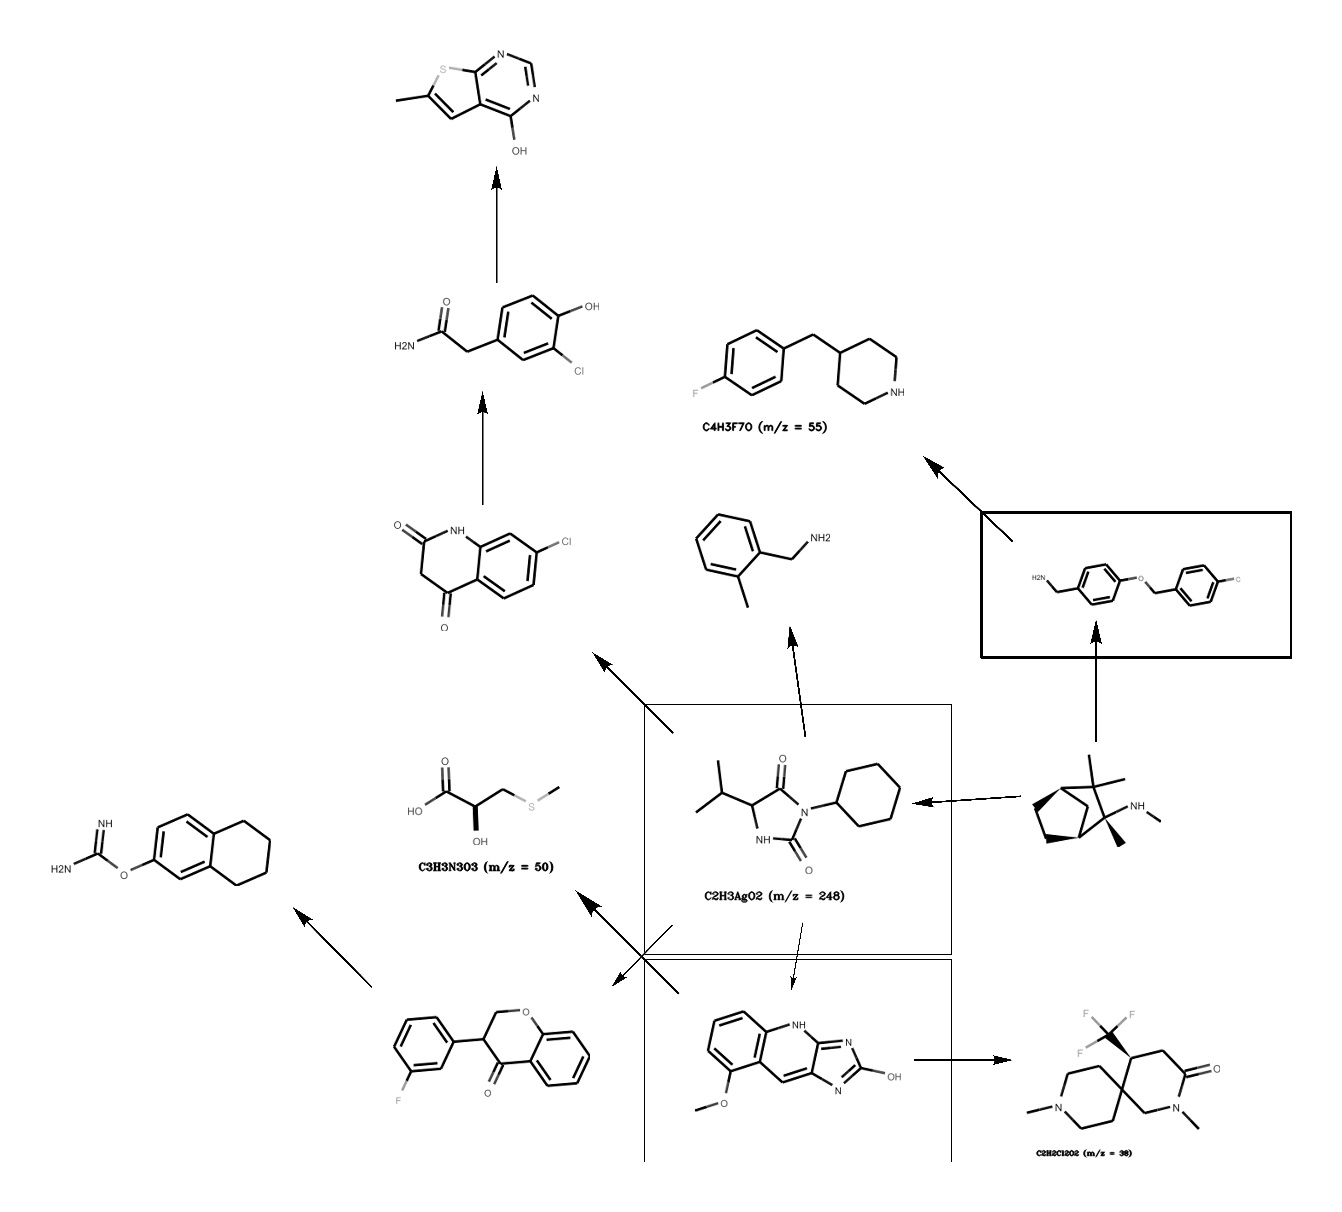 S
N
N
OH
O
OH
H2N
Cl
F
NH
C4H3F7O (m/z = 55)
O
NH
Cl
O
NH2
H2N
O
O
HO
S
OH
C3H3N3O3 (m/z = 50)
O
N
NH
O
C2H3AgO2 (m/z = 248)
NH
NH
H2N
O
O
O
F
NH
N
N
OH
O
F
F
F
O
N
N
C2H2Cl2O2 (m/z = 38)